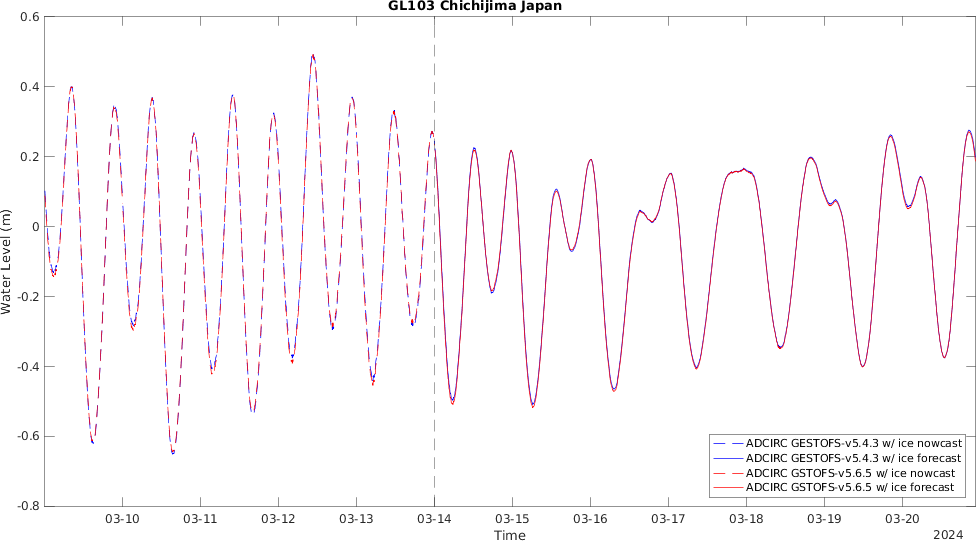 GL103 Chichijima Japan
0.6
0.4
0.2
0
-0.2
-0.4
-0.6
-0.8
Water Level (m)
03-10 03-11 03-12 03-13 03-14 03-15 03-16 03-17 03-18 03-19 03-20
Time
2024
ADCIRC GESTOFS-v5.4.3 w/ ice nowcast
ADCIRC GESTOFS-v5.4.3 w/ ice forecast
ADCIRC GSTOFS-v5.6.5 w/ ice nowcast
ADCIRC GSTOFS-v5.6.5 w/ ice forecast